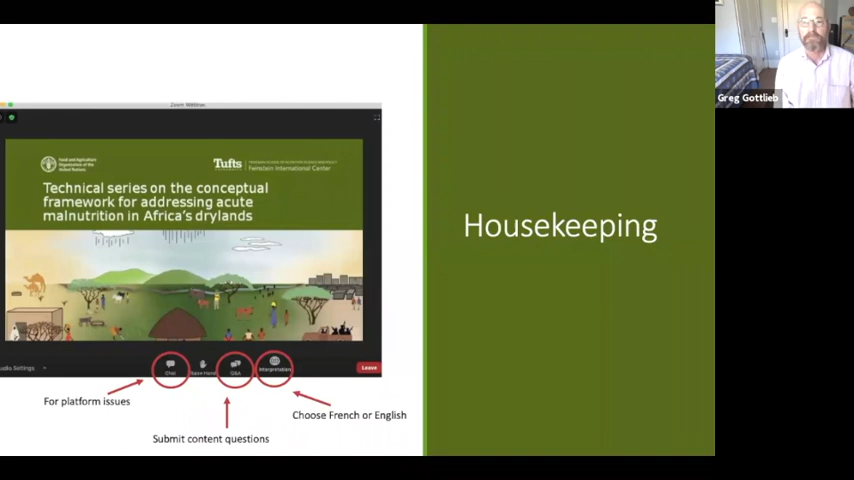 Zoom Webinar
Food and Agriculture
Organization of the
United Nations
Tufts
Feinstein International Center
Technical series on the conceptual
framework for addressing acute
malnutrition in Africa's drylands
Audio Settings
Chat
Raise Hand
Q&A
Interpretation
Leave
For platform issues
Submit content questions
Choose French or English
Housekeeping
Greg Gottlieb